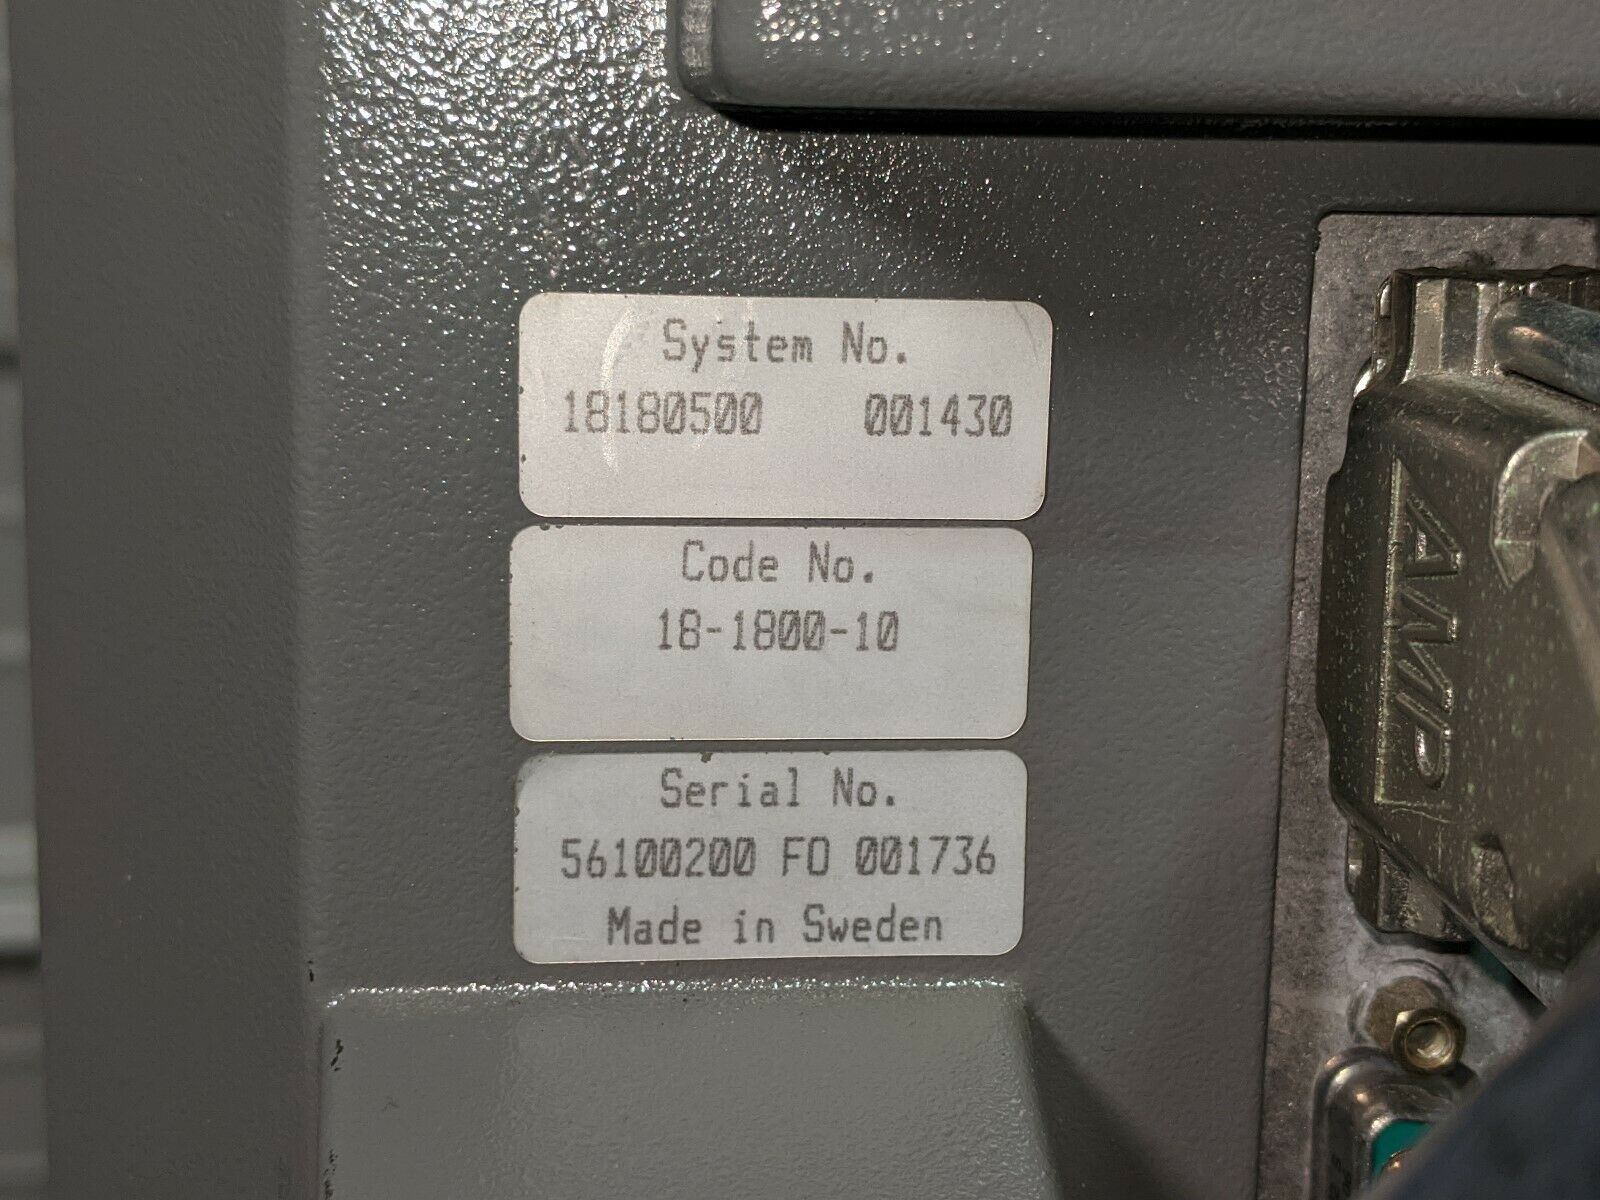 System No.
18180500 001430
Code No.
18-1800-10
Serial No.
56100200 FO 001736
Made in Sweden
AMP